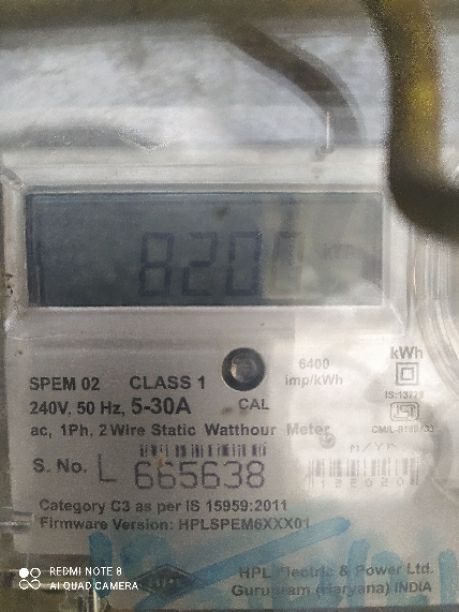 8200
SPEM 02 CLASS 1
6400
imp/kWh
kWh
240V, 50 Hz, 5-30A CAL
ac, 1Ph, 2 Wire Static Watthour Meter
S. No. L 665638
Category C3 as per IS 15959:2011
Firmware Version: HPLSPEM6XXX01
HPL Electric & Power Ltd.
Gurugram (Haryana) INDIA
REDMI NOTE 8
AI QUAD CAMERA